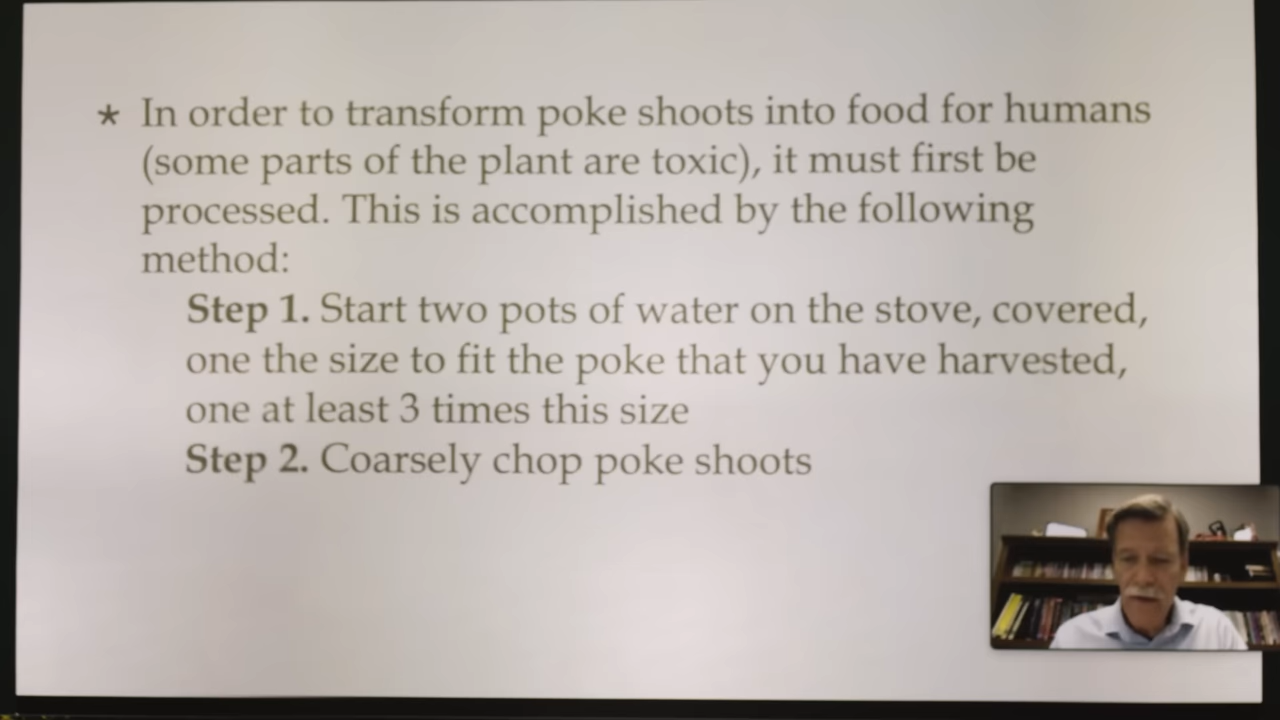 * In order to transform poke shoots into food for humans
(some parts of the plant are toxic), it must first be
processed. This is accomplished by the following
method:
Step 1. Start two pots of water on the stove, covered,
one the size to fit the poke that you have harvested,
one at least 3 times this size
Step 2. Coarsely chop poke shoots